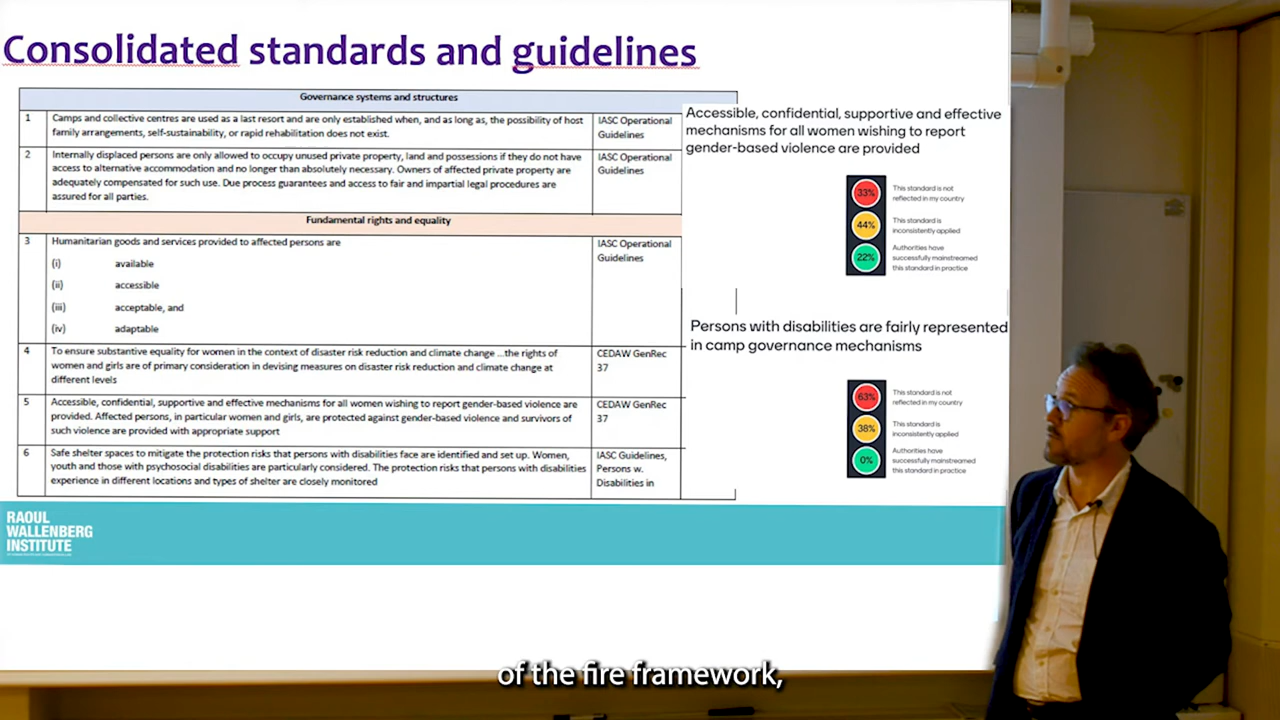 Consolidated standards and guidelines
Governance systems and structures
1 Camps and collective centres are used as a last resort and are only established when, and as long as, the possibility of host
family arrangements, self-sustainability, or rapid rehabilitation does not exist.
IASC Operational
Guidelines
2 Internally displaced persons are only allowed to occupy unused private property, land and possessions if they do not have
access to alternative accommodation and no longer than absolutely necessary. Owners of affected private property are
adequately compensated for such use. Due process guarantees and access to fair and impartial legal procedures are
assured for all parties.
IASC Operational
Guidelines
Fundamental rights and equality
3 Humanitarian goods and services provided to affected persons are
(i) available
(ii) accessible
(iii) acceptable, and
(iv) adaptable
IASC Operational
Guidelines
4 To ensure substantive equality for women in the context of disaster risk reduction and climate change ...the rights of
women and girls are of primary consideration in devising measures on disaster risk reduction and climate change at
different levels
CEDAW GenRec
37
5 Accessible, confidential, supportive and effective mechanisms for all women wishing to report gender-based violence are
provided. Affected persons, in particular women and girls, are protected against gender-based violence and survivors of
such violence are provided with appropriate support
CEDAW GenRec
37
6 Safe shelter spaces to mitigate the protection risks that persons with disabilities face are identified and set up. Women,
youth and those with psychosocial disabilities are particularly considered. The protection risks that persons with disabilities
experience in different locations and types of shelter are closely monitored
IASC Guidelines,
Persons w.
Disabilities in
Accessible, confidential, supportive and effective
mechanisms for all women wishing to report
gender-based violence are provided
33%
This standard is not
reflected in my country
44%
This standard is
inconsistently applied
22%
Authorities have
successfully mainstreamed
this standard in practice
Persons with disabilities are fairly represented
in camp governance mechanisms
63%
This standard is not
reflected in my country
38%
This standard is
inconsistently applied
0%
Authorities have
successfully mainstreamed
this standard in practice
RAOUL
WALLENBERG
INSTITUTE
of the fire framework,